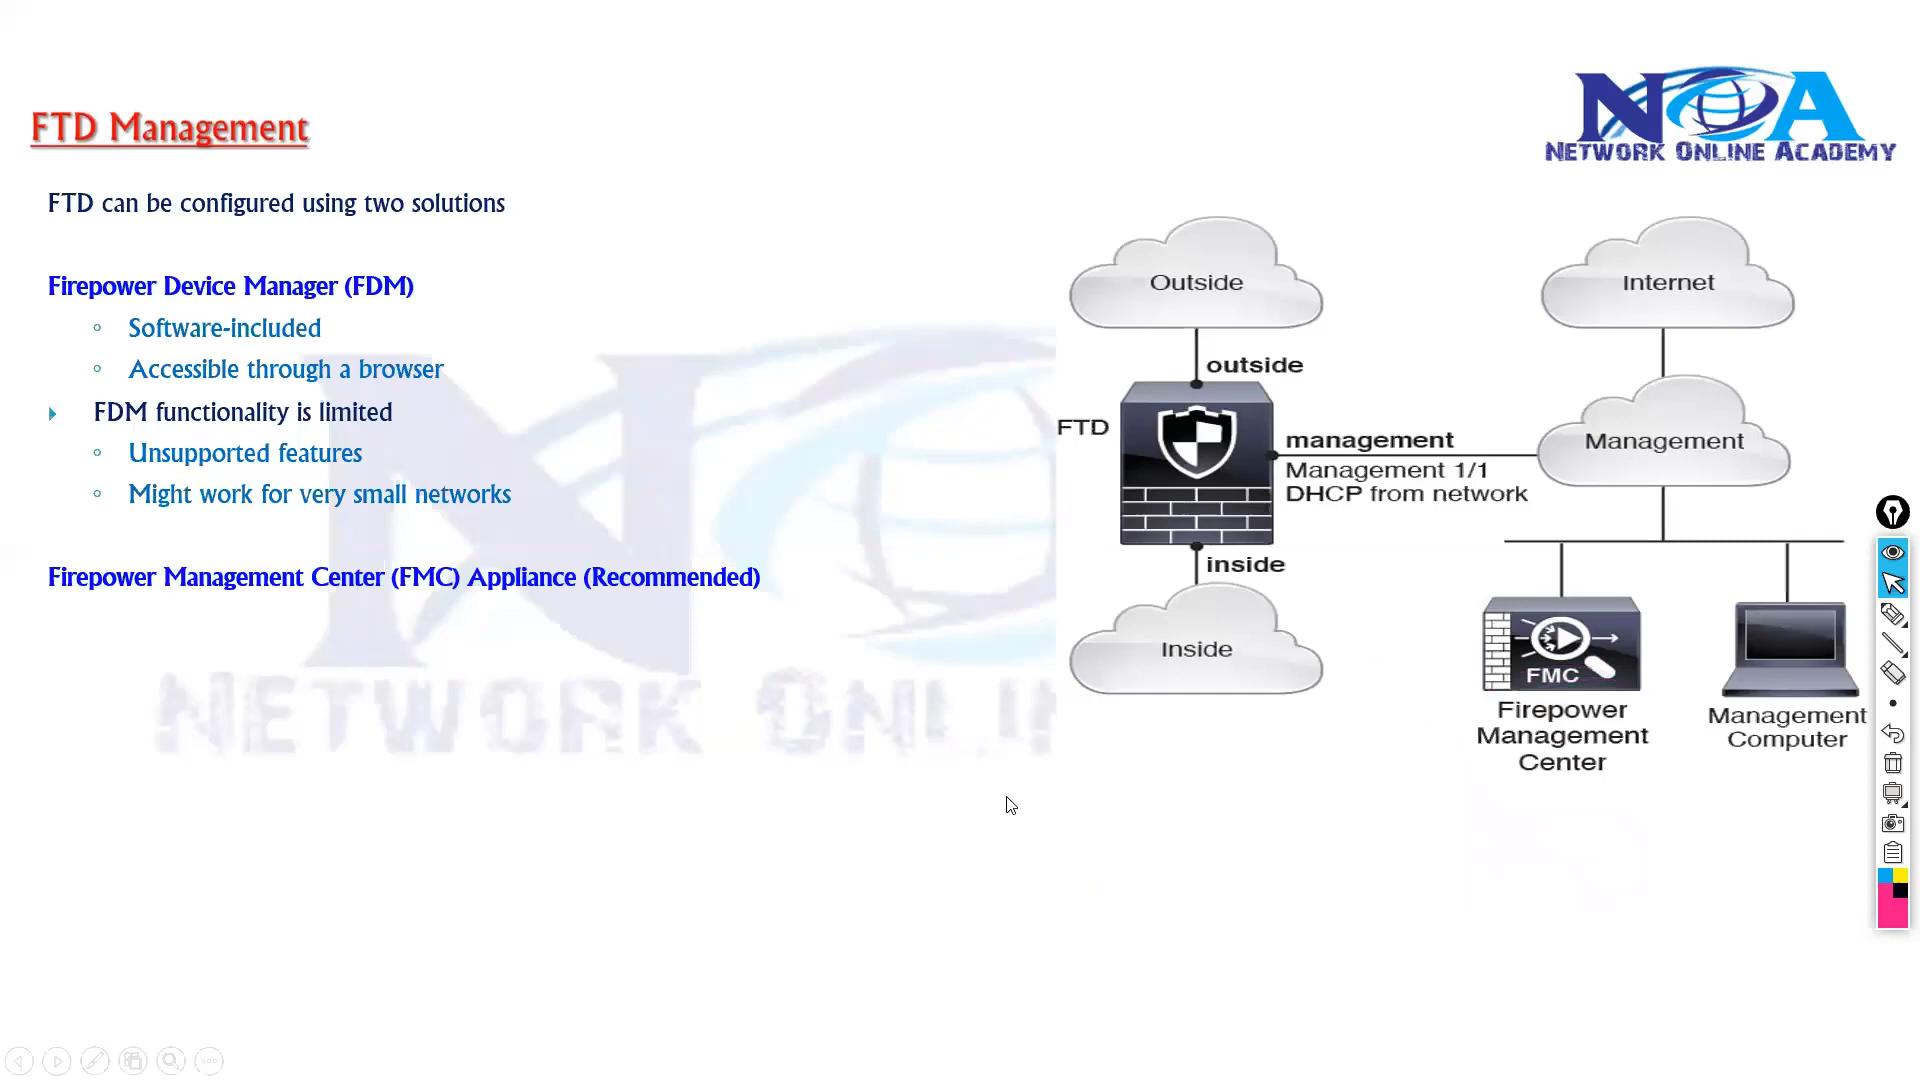 NOA
NETWORK ONLINE ACADEMY
FTD Management
FTD can be configured using two solutions
Firepower Device Manager (FDM)
Software-included
Accessible through a browser
FDM functionality is limited
Unsupported features
Might work for very small networks
Firepower Management Center (FMC) Appliance (Recommended)
NETWORK ONLI
Outside
outside
FTD
management
Management 1/1
DHCP from network
inside
Inside
Internet
Management
FMC
Firepower
Management
Center
Management
Computer